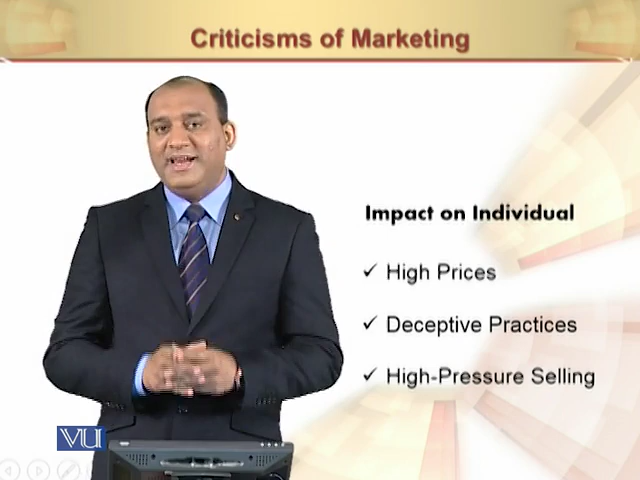 Criticisms of Marketing
Impact on Individual
✓ High Prices
✓ Deceptive Practices
✓ High-Pressure Selling
VU